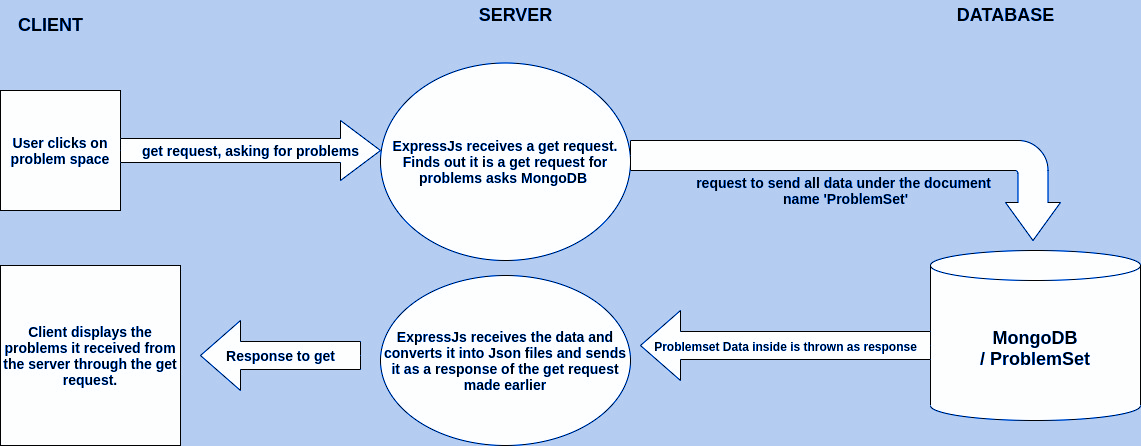 CLIENT
SERVER
DATABASE
User clicks on
problem space
get request, asking for problems
ExpressJs receives a get request.
Finds out it is a get request for
problems asks MongoDB
request to send all data under the document
name 'ProblemSet'
MongoDB
/ ProblemSet
Problemset Data inside is thrown as response
ExpressJs receives the data and
converts it into Json files and sends
it as a response of the get request
made earlier
Response to get
Client displays the
problems it received from
the server through the get
request.